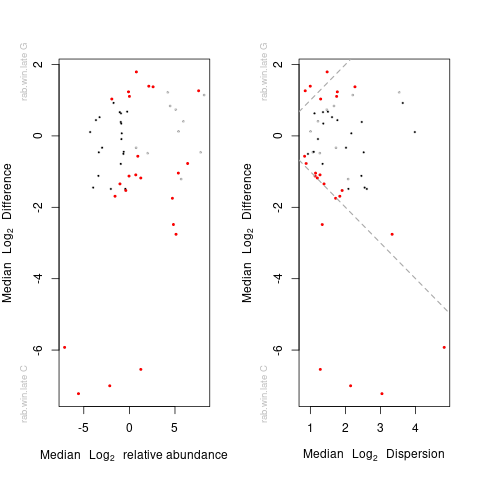 rab.win.late G
rab.win.late C
Median Log2 Difference
2
0
-2
-4
-6
-5
0
5
Median Log2 relative abundance
rab.win.late G
rab.win.late C
Median Log2 Difference
2
0
-2
-4
-6
1
2
3
4
Median Log2 Dispersion